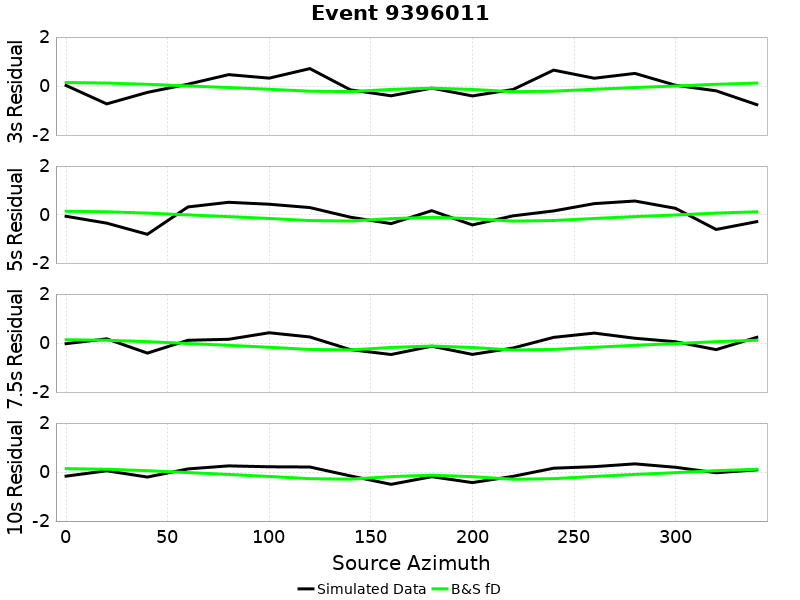 Event 9396011
3s Residual
2
0
-2
5s Residual
2
0
-2
7.5s Residual
2
0
-2
10s Residual
2
0
-2
0 50 100 150 200 250 300
Source Azimuth
Simulated Data B&S fD